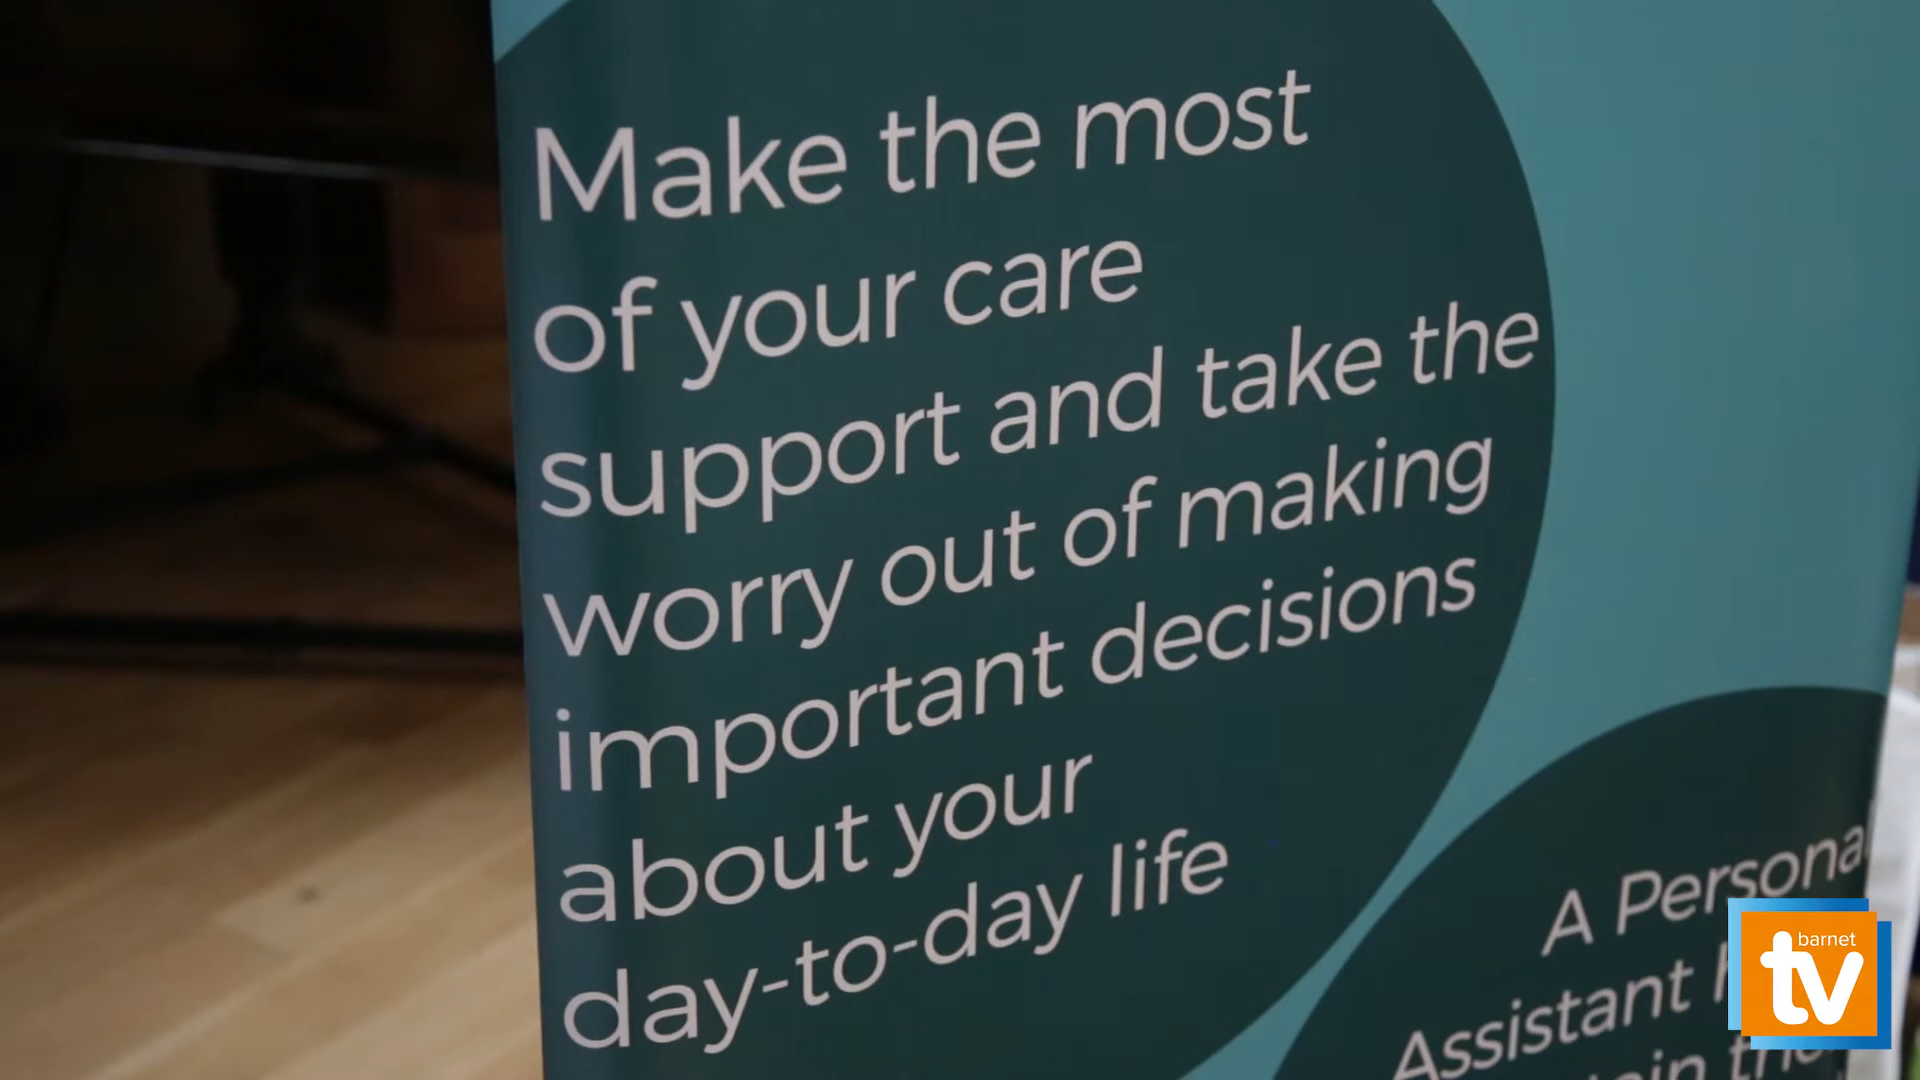 Make the most
of your care
support and take the
worry out of making
important decisions
about your
day-to-day life
A Personal
Assistant
the
barnet
tv